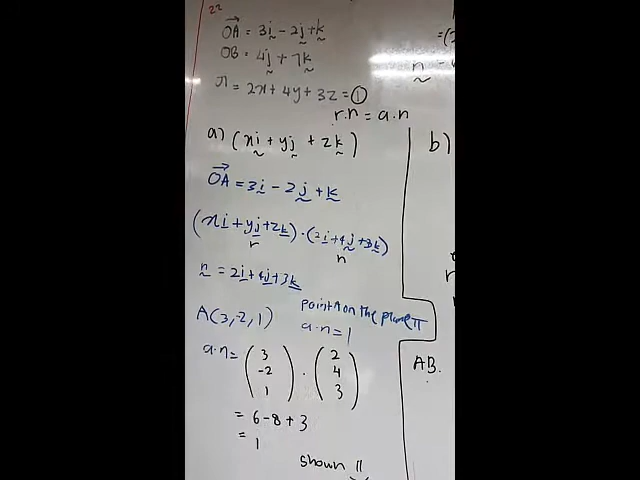 22
OA = 3i - 2j + k
OB = 4j + 7k
π = 2x + 4y + 3z = 1
r.n = a.n
a) (xi + yj + zk)
OA = 3i - 2j + k
(xi + yj + zk) . (2i + 4j + 3k)
r n
n = 2i + 4j + 3k
A(3, -2, 1) point A on the plane π
a.n = 1
a.n = (3 -2 1) . (2 4 3)
= 6 - 8 + 3
= 1
shown
b)
n
r
AB.